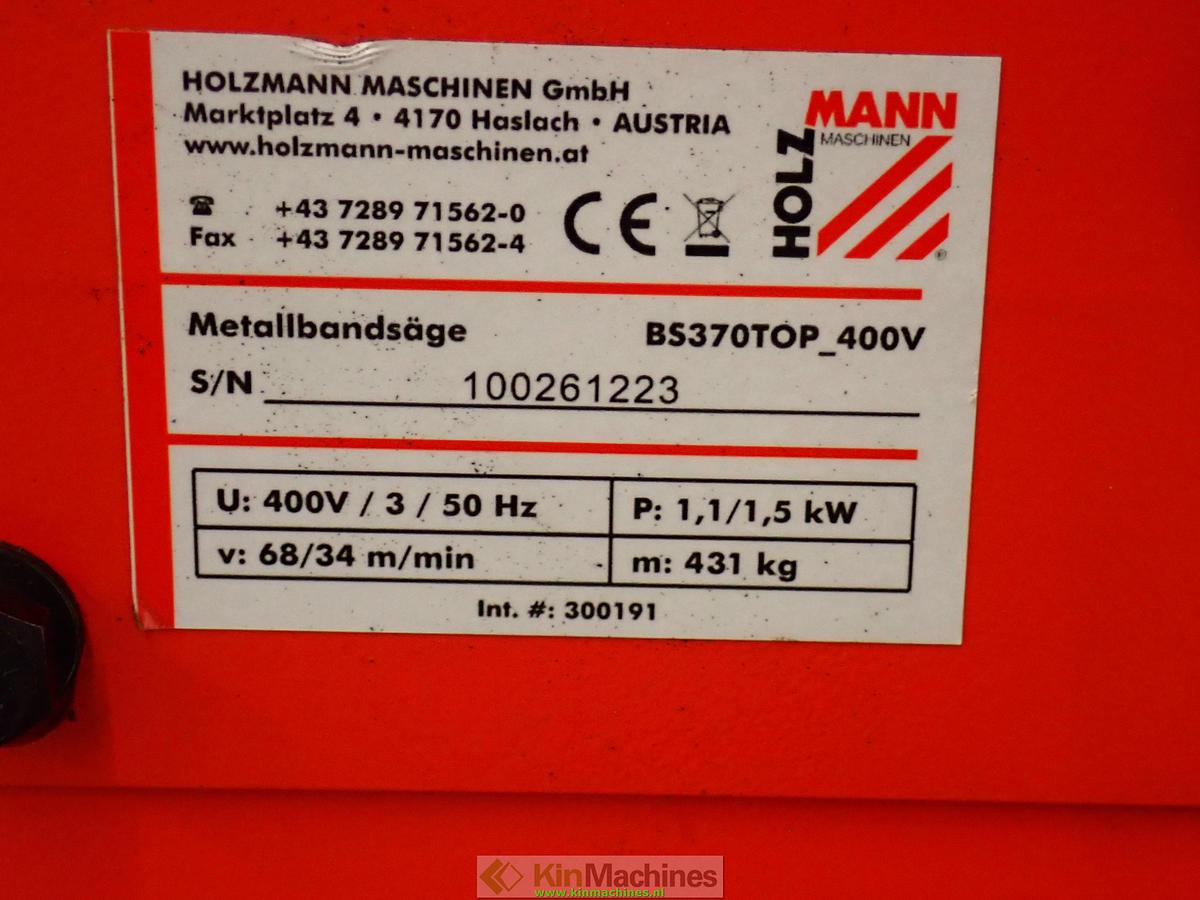 HOLZMANN MASCHINEN GmbH
Marktplatz 4 • 4170 Haslach • AUSTRIA
www.holzmann-maschinen.at
☎ +43 7289 71562-0
Fax +43 7289 71562-4
CE
HOLZ
MANN
MASCHINEN
®
Metallbandsäge BS370TOP_400V
S/N 100261223
U: 400V / 3 / 50 Hz P: 1,1/1,5 kW
v: 68/34 m/min m: 431 kg
Int. #: 300191
KinMachines
www.kinmachines.nl